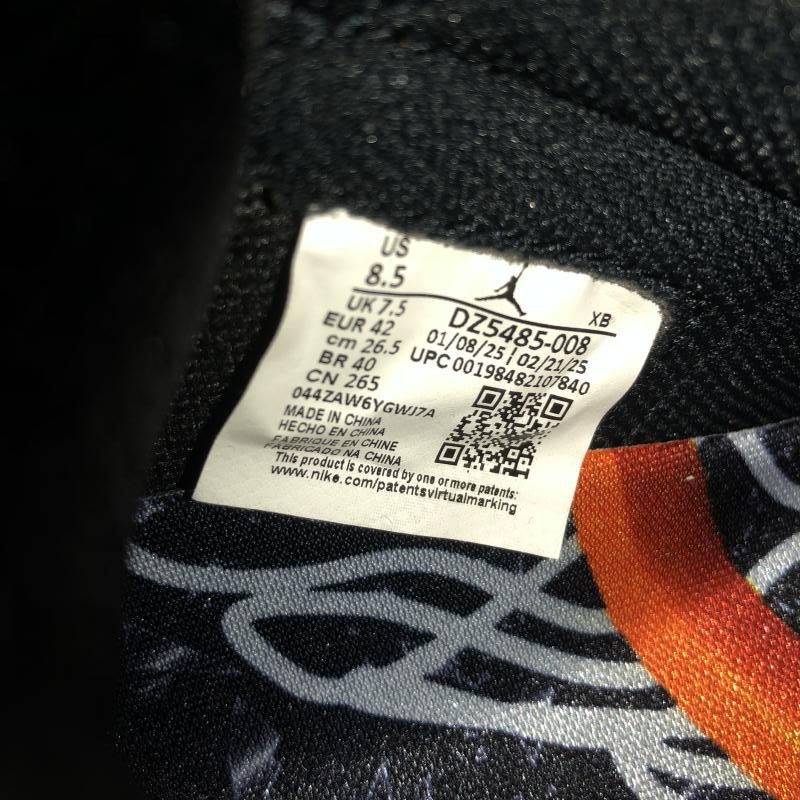 US
8.5
UK 7.5
EUR 42
cm 26.5
BR 40
CN 265
XB
DZ5485-008
01/08/25 | 02/21/25
UPC 00198482107840
044ZAW6YGWJ7A
MADE IN CHINA
HECHO EN CHINA
FABRIQUE EN CHINE
FABRICADO NA CHINA
This product is covered by one or more patents:
www.nike.com/patentsvirtualmarking